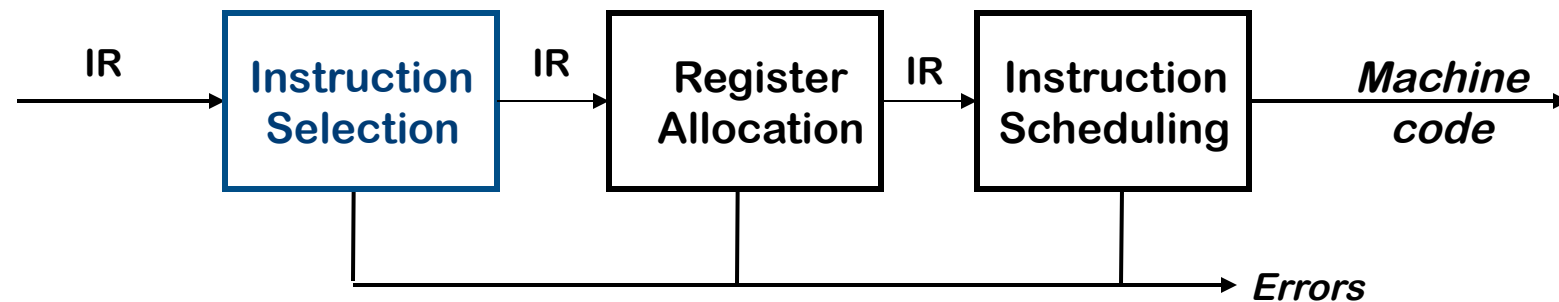 IR
Instruction
Selection
IR
Register
Allocation
IR
Instruction
Scheduling
Machine
code
Errors